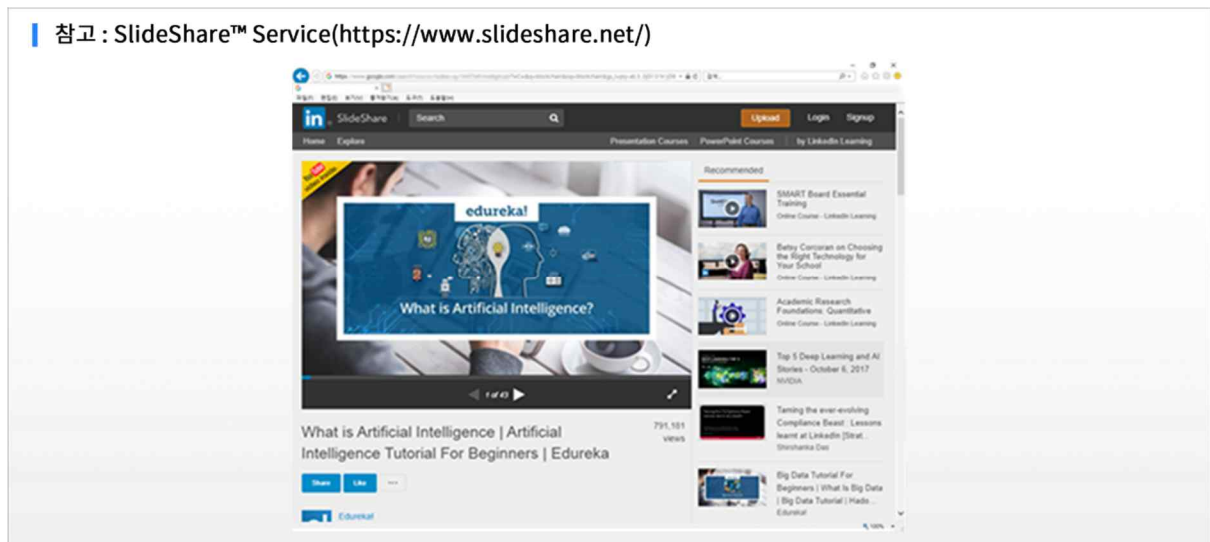 참고 : SlideShare™ Service(https://www.slideshare.net/)
in SlideShare Search Upload Login Signup
Home Explore Presentation Courses PowerPoint Courses by LinkedIn Learning
edureka!
What is Artificial Intelligence?
1 of 43
What is Artificial Intelligence | Artificial
Intelligence Tutorial For Beginners | Edureka
791,181
views
Share Like
Edureka!
Recommended
SMART Board Essential
Training
Online Course - LinkedIn Learning
Betsy Corcoran on Choosing
the Right Technology for
Your School
Online Course - LinkedIn Learning
Academic Research
Foundations: Quantitative
Online Course - LinkedIn Learning
Top 5 Deep Learning and AI
Stories - October 6, 2017
NVIDIA
Taming the ever-evolving
Compliance Beast : Lessons
learnt at LinkedIn [Strat...
Shirshanka Das
Big Data Tutorial For
Beginners | What Is Big Data
| Big Data Tutorial | Hado...
Edureka!
100%